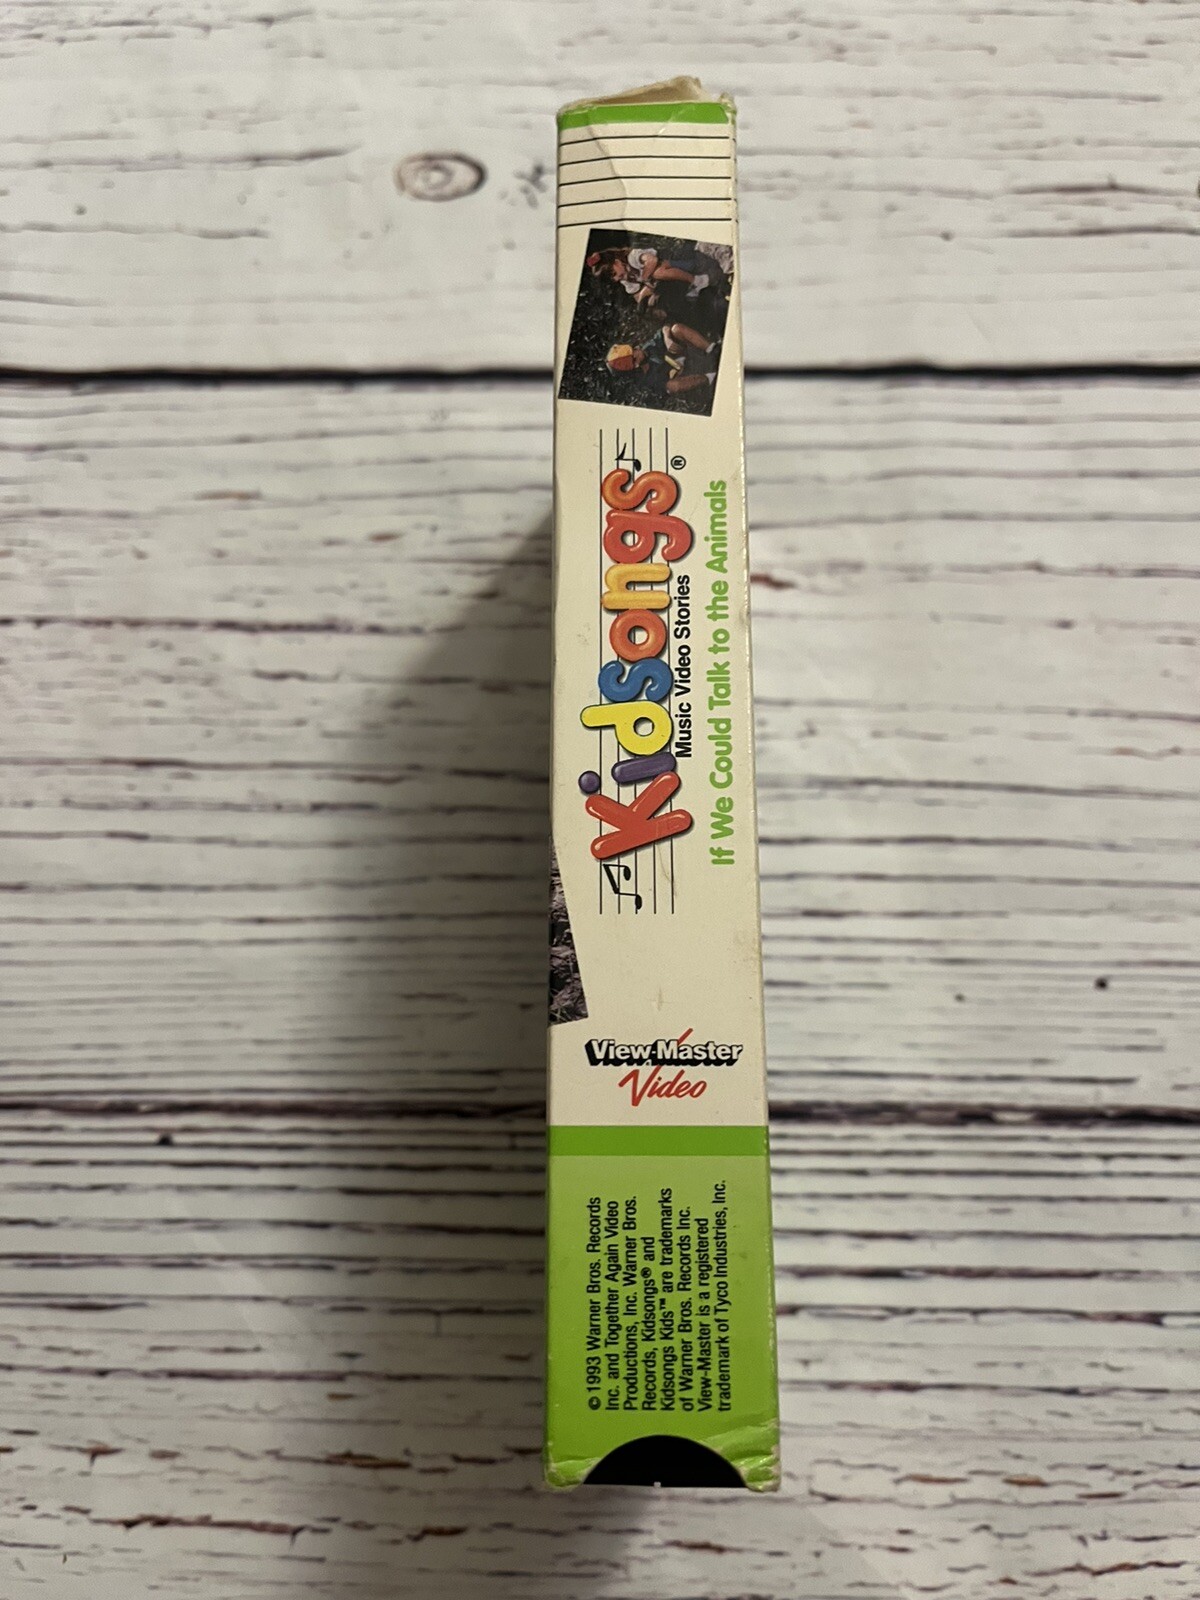 Kidsongs®
Music Video Stories
If We Could Talk to the Animals
View-Master
Video
© 1993 Warner Bros. Records
Inc. and Together Again Video
Productions, Inc. Warner Bros.
Records, Kidsongs® and
Kidsongs Kids™ are trademarks
of Warner Bros. Records Inc.
View-Master is a registered
trademark of Tyco Industries, Inc.